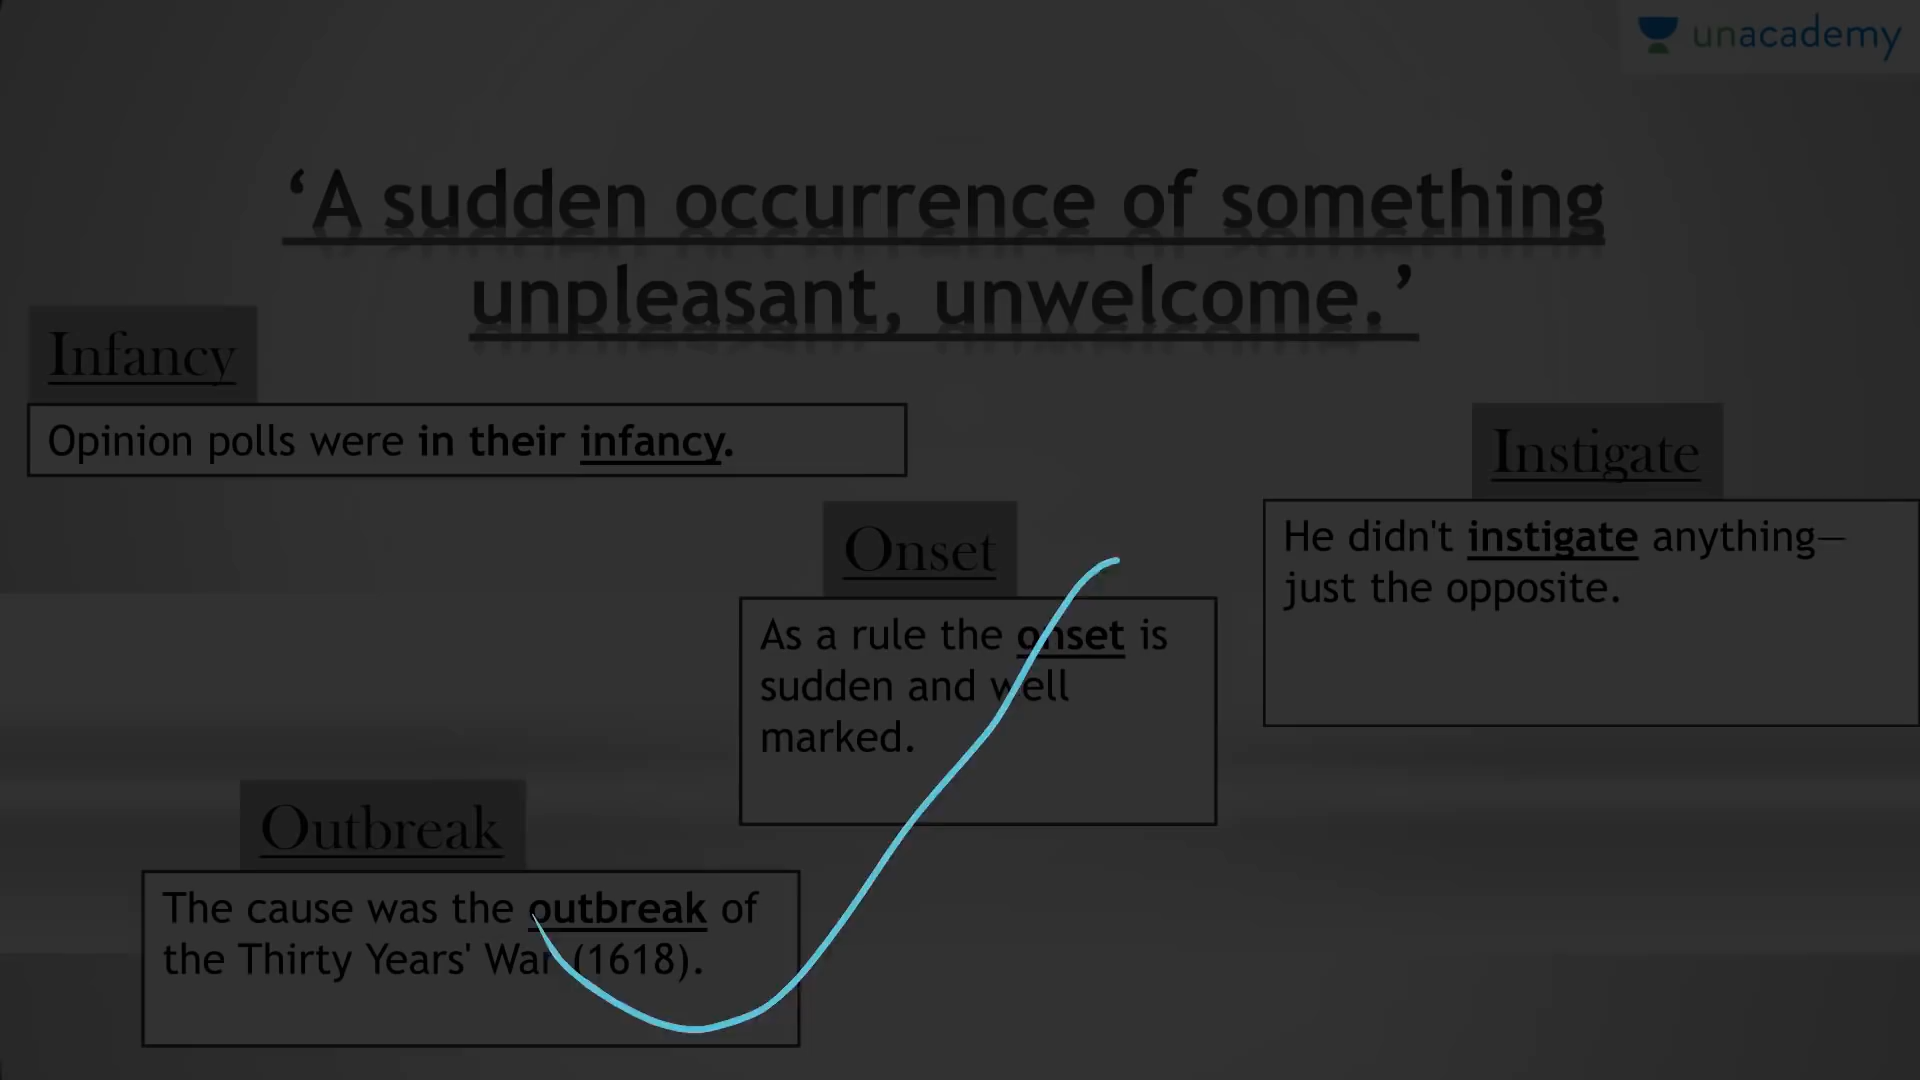 unacademy
‘A sudden occurrence of something
unpleasant, unwelcome.’
Infancy
Opinion polls were in their infancy.
Instigate
He didn't instigate anything—
just the opposite.
Onset
As a rule the onset is
sudden and well
marked.
Outbreak
The cause was the outbreak of
the Thirty Years' War (1618).